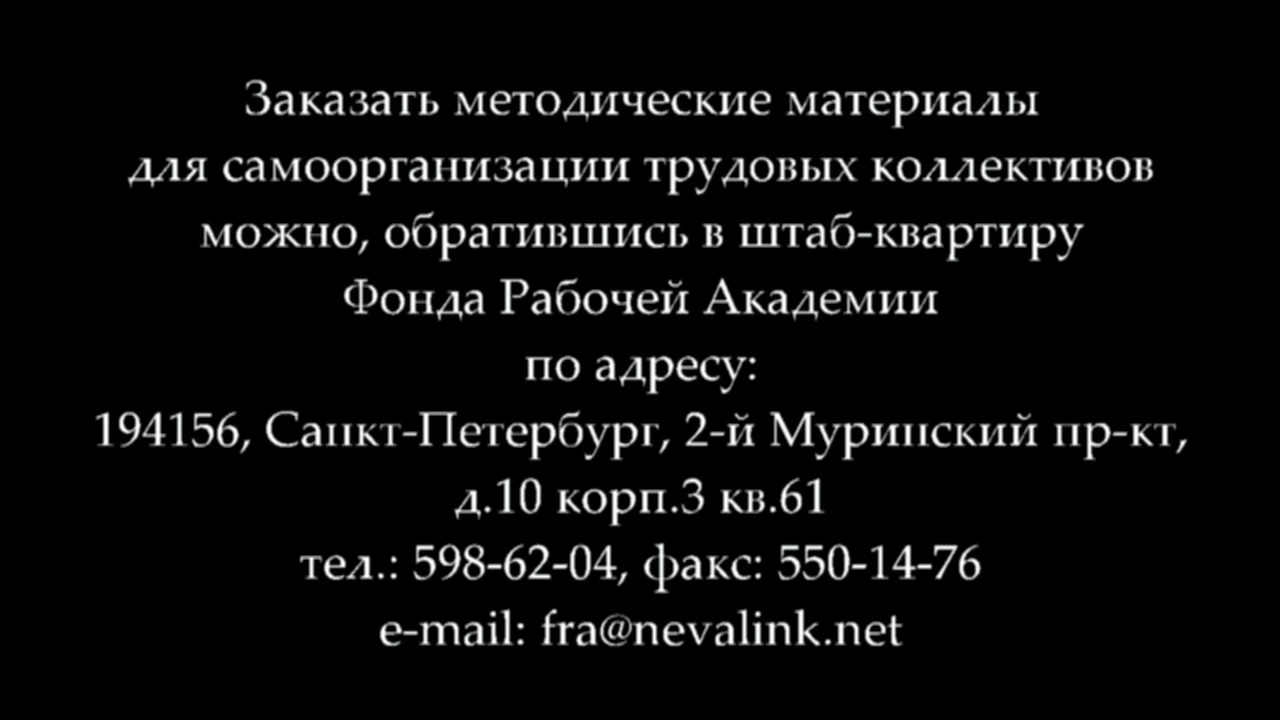 Заказать методические материалы
для самоорганизации трудовых коллективов
можно, обратившись в штаб-квартиру
Фонда Рабочей Академии
по адресу:
194156, Санкт-Петербург, 2-й Муринский пр-кт,
д.10 корп.3 кв.61
тел.: 598-62-04, факс: 550-14-76
e-mail: fra@nevalink.net